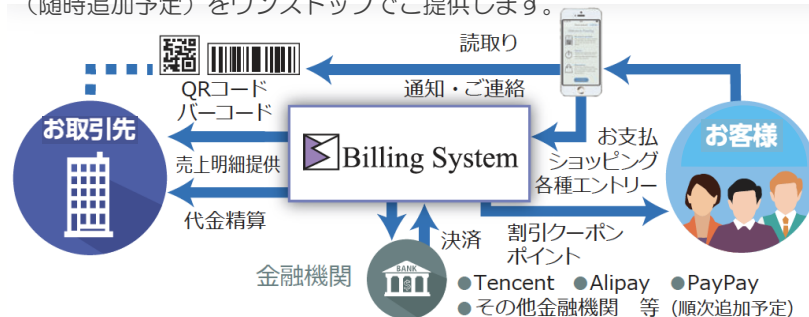 （随時追加予定）をワンストップでご提供します。
読取り
QRコード
バーコード
通知・ご連絡
お取引先
Billing System
お支払
ショッピング
各種エントリー
お客様
売上明細提供
代金精算
決済
割引クーポン
ポイント
金融機関
BANK
●Tencent ●Alipay ●PayPay
●その他金融機関 等 (順次追加予定)